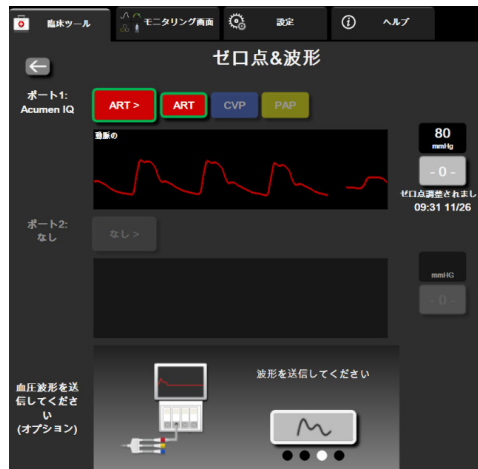 臨床ツール
モニタリング画面
設定
ヘルプ
ゼロ点&波形
ポート1:
Acumen IQ
ART >
ART
CVP
PAP
動脈の
80
mmHg
- 0 -
ゼロ点調整されまし
09:31 11/26
ポート2:
なし
なし >
mmHG
- 0 -
血圧波形を送
信してくださ
い
(オプション)
波形を送信してください